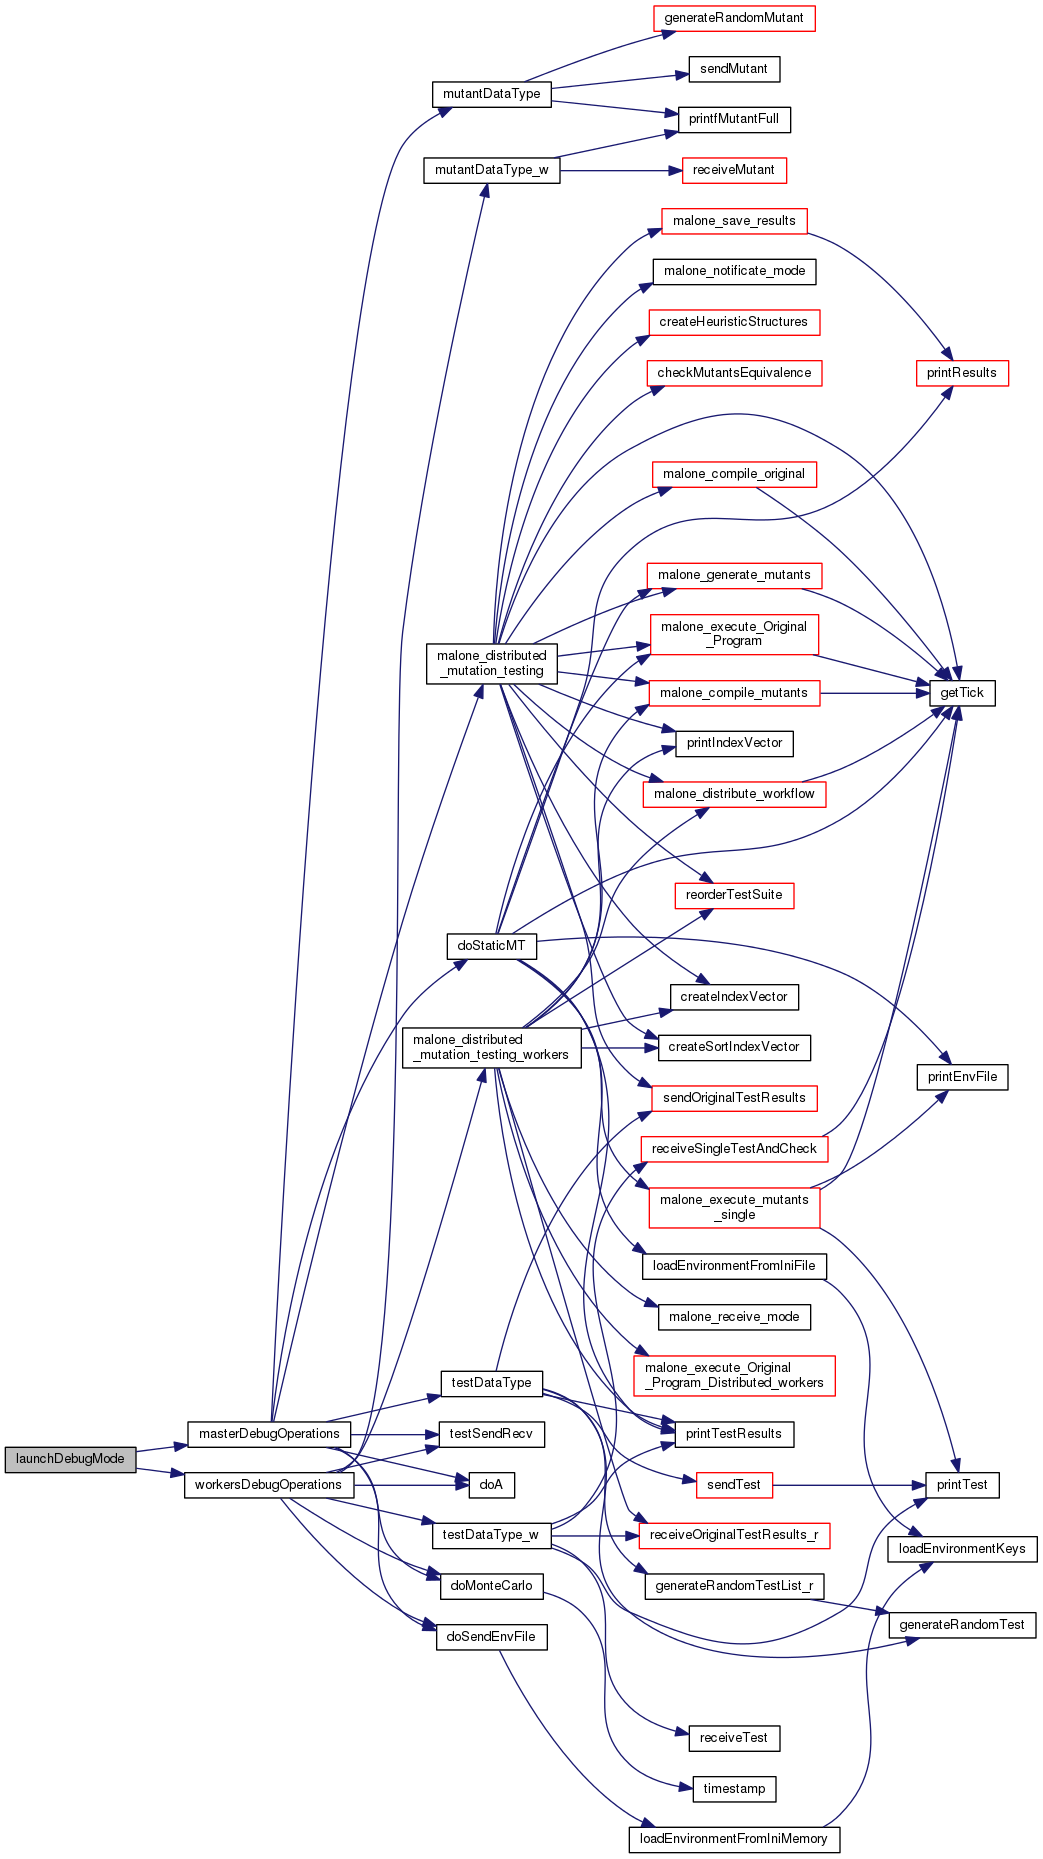 generateRandomMutant
sendMutant
mutantDataType
printfMutantFull
mutantDataType_w
receiveMutant
malone_save_results
malone_notificate_mode
createHeuristicStructures
checkMutantsEquivalence
printResults
malone_compile_original
malone_generate_mutants
malone_execute_Original
_Program
malone_distributed
_mutation_testing
malone_compile_mutants
getTick
printIndexVector
malone_distribute_workflow
reorderTestSuite
doStaticMT
createIndexVector
malone_distributed
_mutation_testing_workers
createSortIndexVector
printEnvFile
sendOriginalTestResults
receiveSingleTestAndCheck
malone_execute_mutants
_single
loadEnvironmentFromIniFile
malone_receive_mode
malone_execute_Original
_Program_Distributed_workers
testDataType
masterDebugOperations
testSendRecv
printTestResults
launchDebugMode
workersDebugOperations
doA
sendTest
printTest
testDataType_w
receiveOriginalTestResults_r
loadEnvironmentKeys
doMonteCarlo
generateRandomTestList_r
generateRandomTest
doSendEnvFile
receiveTest
timestamp
loadEnvironmentFromIniMemory